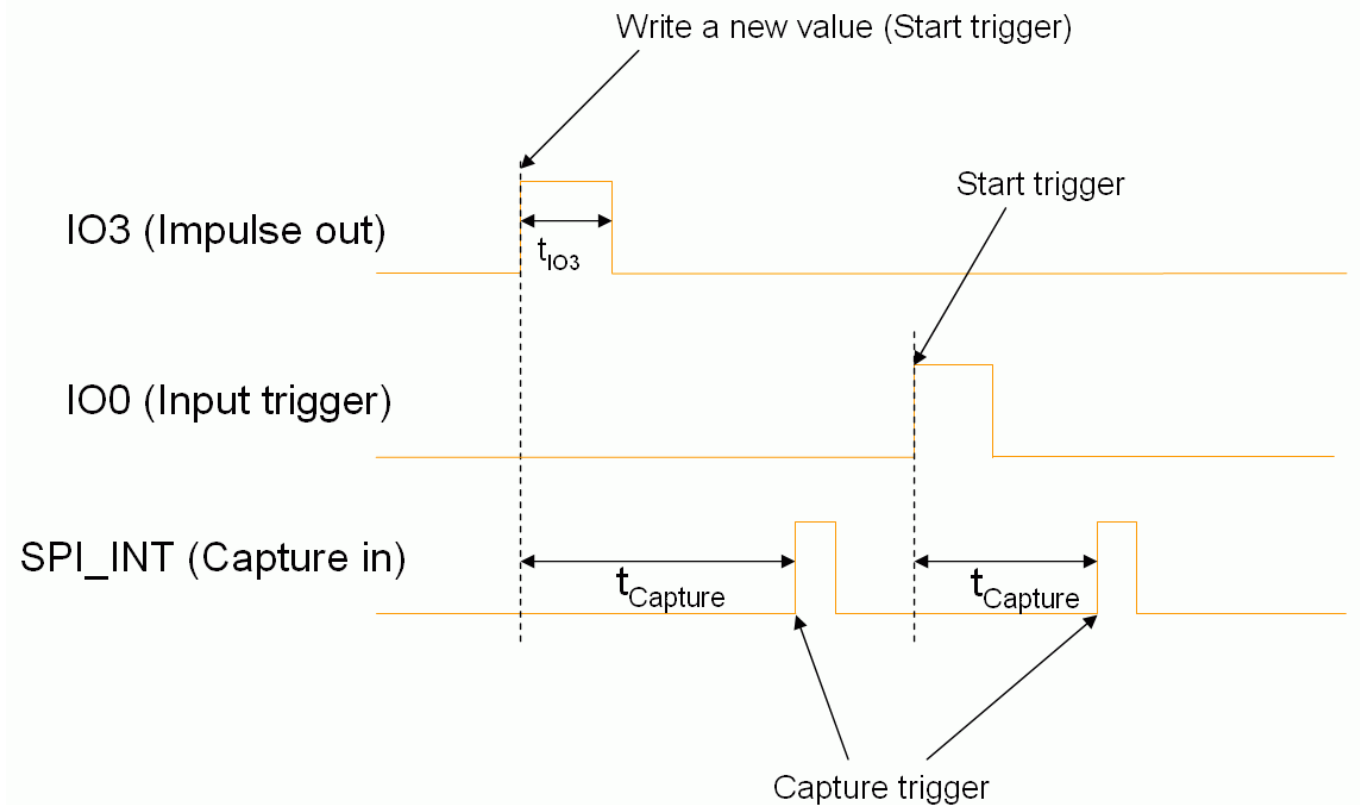 Write a new value (Start trigger)
Start trigger
IO3 (Impulse out)
tIO3
IO0 (Input trigger)
SPI_INT (Capture in)
tCapture
tCapture
Capture trigger